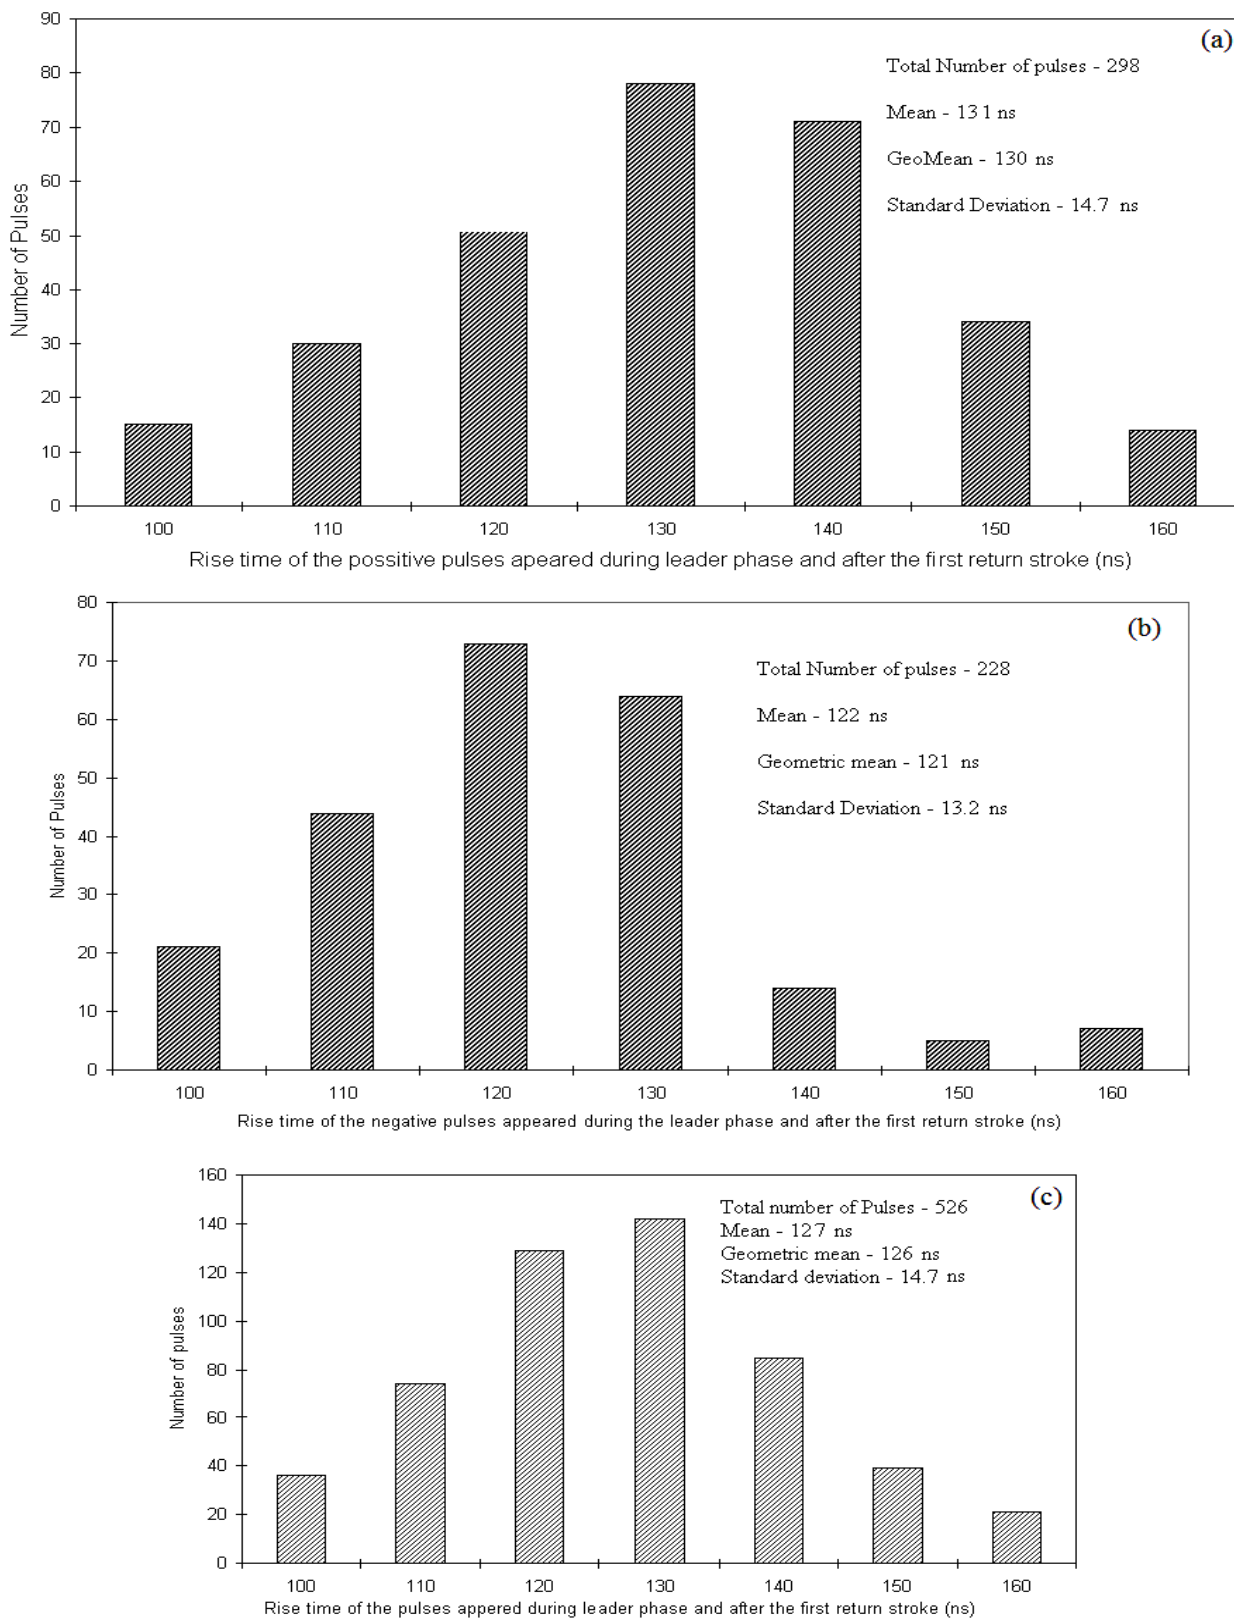 (a)
Total Number of pulses - 298
Mean - 131 ns
GeoMean - 130 ns
Standard Deviation - 14.7 ns
Number of Pulses
90
80
70
60
50
40
30
20
10
0
100 110 120 130 140 150 160
Rise time of the possitive pulses apeared during leader phase and after the first return stroke (ns)
(b)
Total Number of pulses - 228
Mean - 122 ns
Geometric mean - 121 ns
Standard Deviation - 13.2 ns
Number of Pulses
80
70
60
50
40
30
20
10
0
100 110 120 130 140 150 160
Rise time of the negative pulses appeared during the leader phase and after the first return stroke (ns)
(c)
Total number of Pulses - 526
Mean - 127 ns
Geometric mean - 126 ns
Standard deviation - 14.7 ns
Number of pulses
160
140
120
100
80
60
40
20
0
100 110 120 130 140 150 160
Rise time of the pulses appered during leader phase and after the first return stroke (ns)